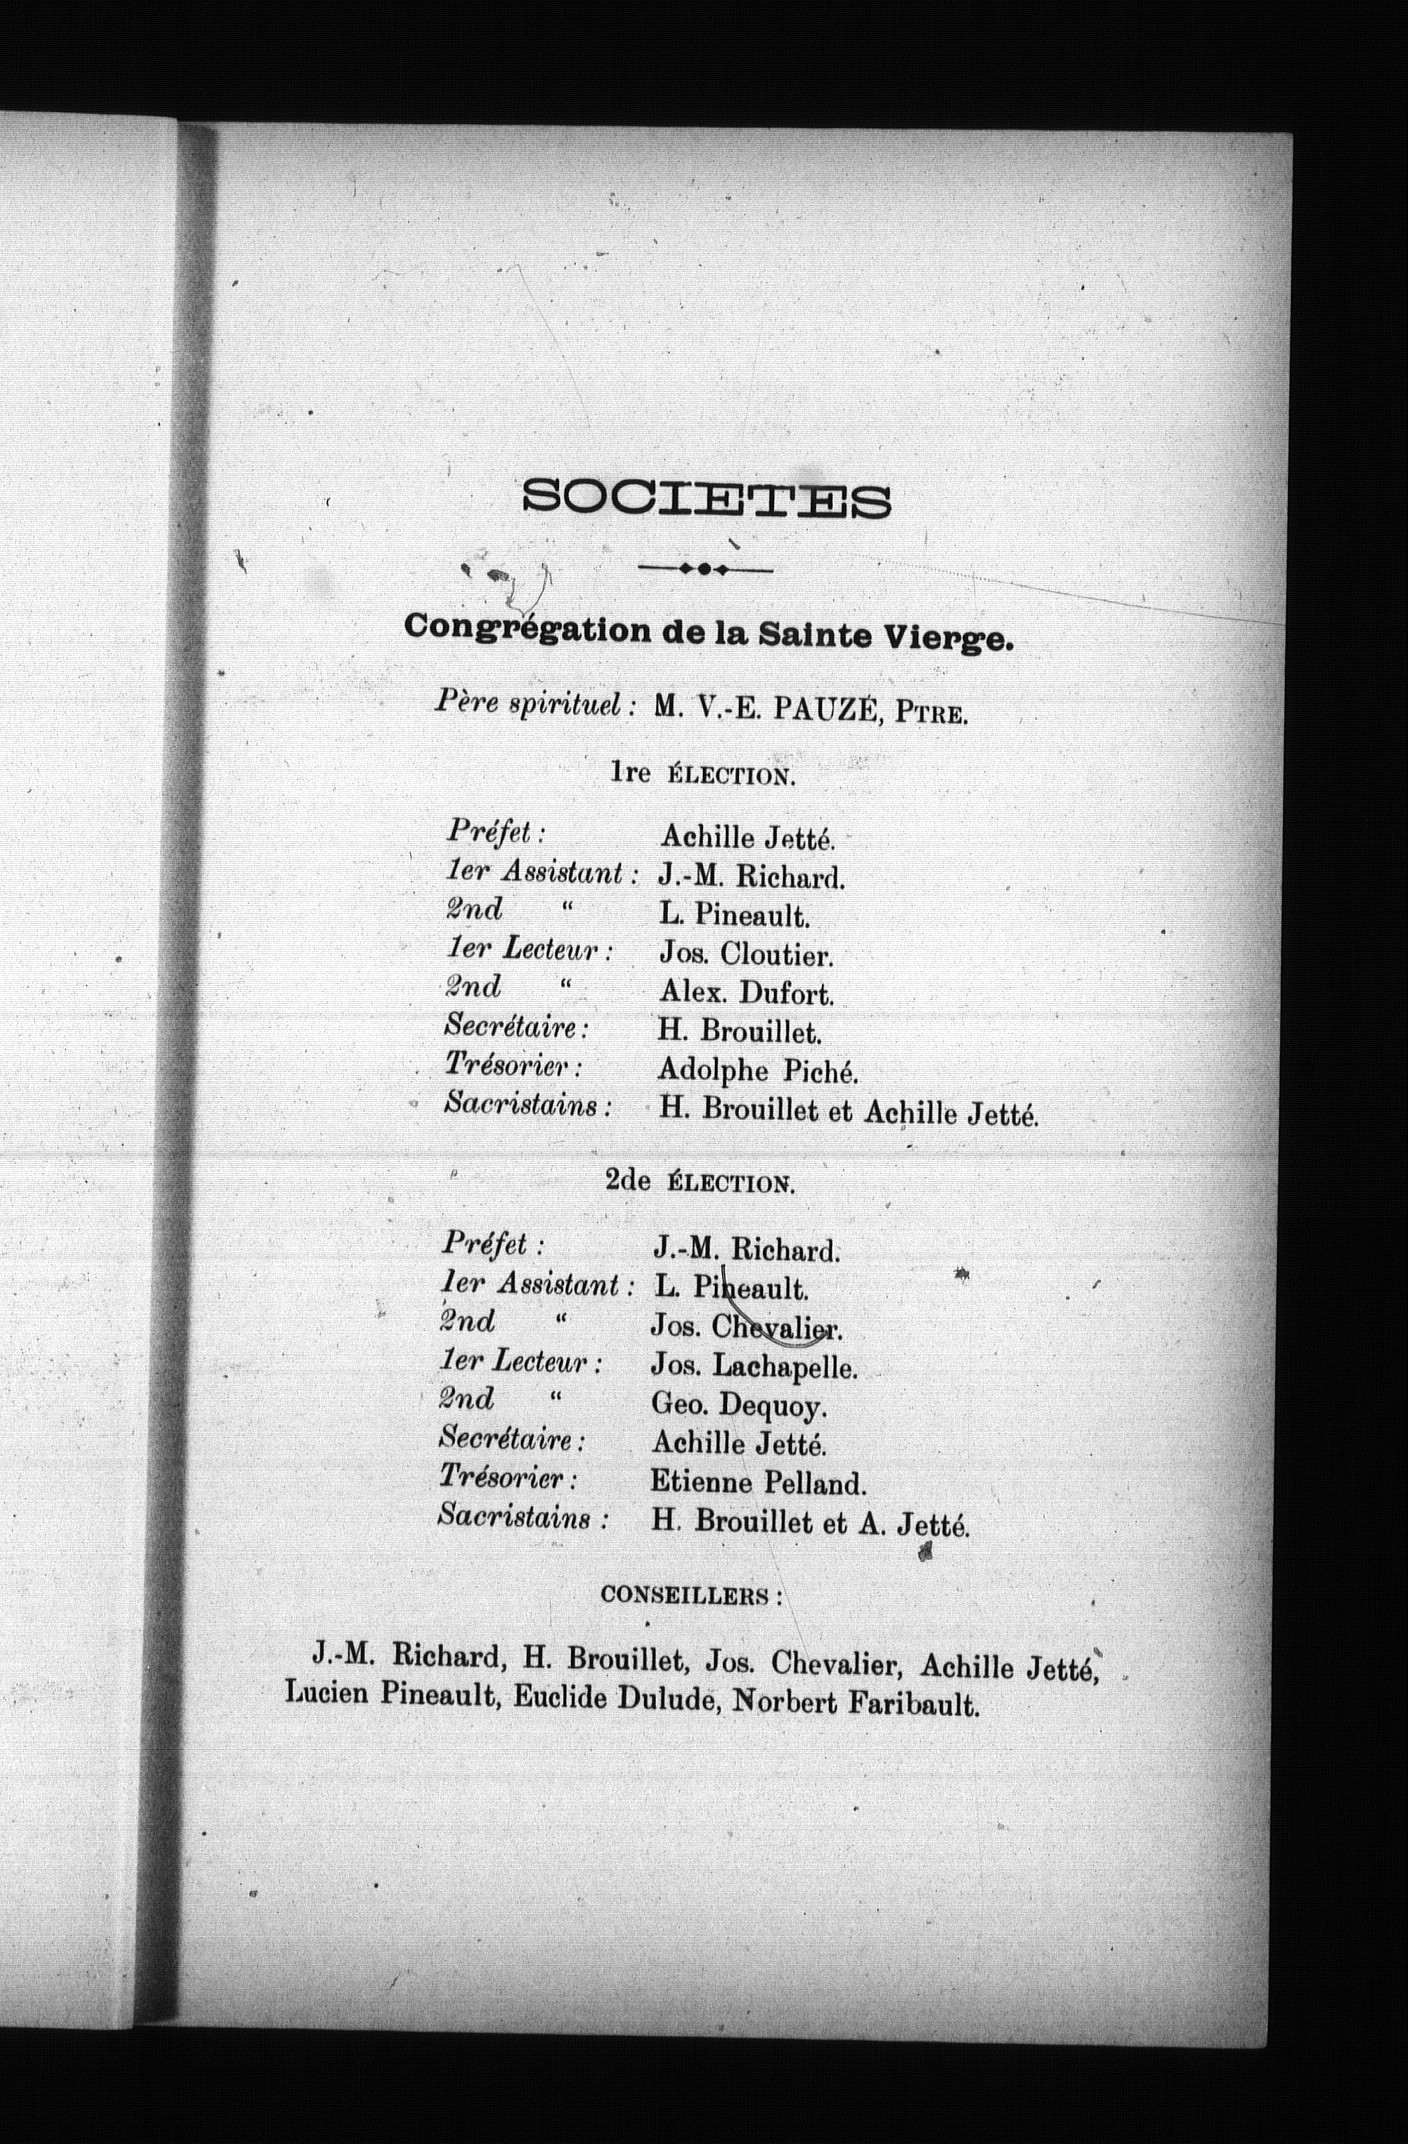 SOCIETES
Congrégation de la Sainte Vierge.
Père spirituel : M. V.-E. PAUZÉ, PTRE.
1re ÉLECTION.
Préfet : Achille Jetté.
1er Assistant : J.-M. Richard.
2nd “ L. Pineault.
1er Lecteur : Jos. Cloutier.
2nd “ Alex. Dufort.
Secrétaire : H. Brouillet.
Trésorier : Adolphe Piché.
Sacristains : H. Brouillet et Achille Jetté.
2de ÉLECTION.
Préfet : J.-M. Richard.
1er Assistant : L. Pineault.
2nd “ Jos. Chevalier.
1er Lecteur : Jos. Lachapelle.
2nd “ Geo. Dequoy.
Secrétaire : Achille Jetté.
Trésorier : Etienne Pelland.
Sacristains : H. Brouillet et A. Jetté.
CONSEILLERS :
J.-M. Richard, H. Brouillet, Jos. Chevalier, Achille Jetté,
Lucien Pineault, Euclide Dulude, Norbert Faribault.